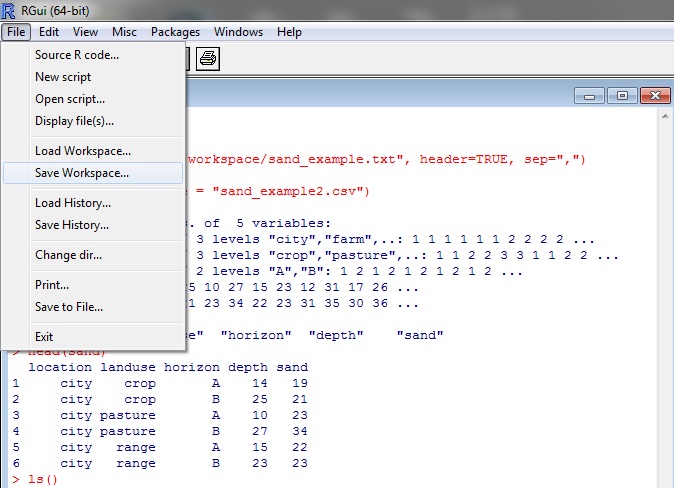 RGui (64-bit)
File Edit View Misc Packages Windows Help
Source R code...
New script
Open script...
Display file(s)...
Load Workspace...
Save Workspace...
Load History...
Save History...
Change dir...
Print...
Save to File...
Exit
workspace/sand_example.txt", header=TRUE, sep=",")
= "sand_example2.csv")
of 5 variables:
3 levels "city","farm",..: 1 1 1 1 1 1 2 2 2 2 ...
3 levels "crop","pasture",..: 1 1 2 2 3 3 1 1 2 2 ...
2 levels "A","B": 1 2 1 2 1 2 1 2 1 2 ...
10 27 15 23 12 31 17 26 ...
23 34 22 23 31 35 30 36 ...
"horizon" "depth" "sand"
> head(sand)
location landuse horizon depth sand
1 city crop A 14 19
2 city crop B 25 21
3 city pasture A 10 23
4 city pasture B 27 34
5 city range A 15 22
6 city range B 23 23
> ls()